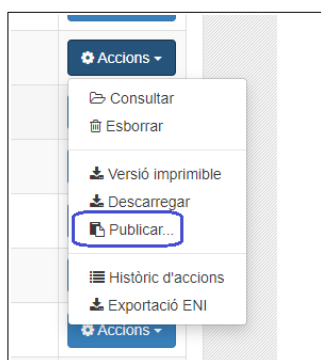 Accions
Consultar
Esborrar
Versió imprimible
Descarregar
Publicar...
Històric d'accions
Exportació ENI
Accions